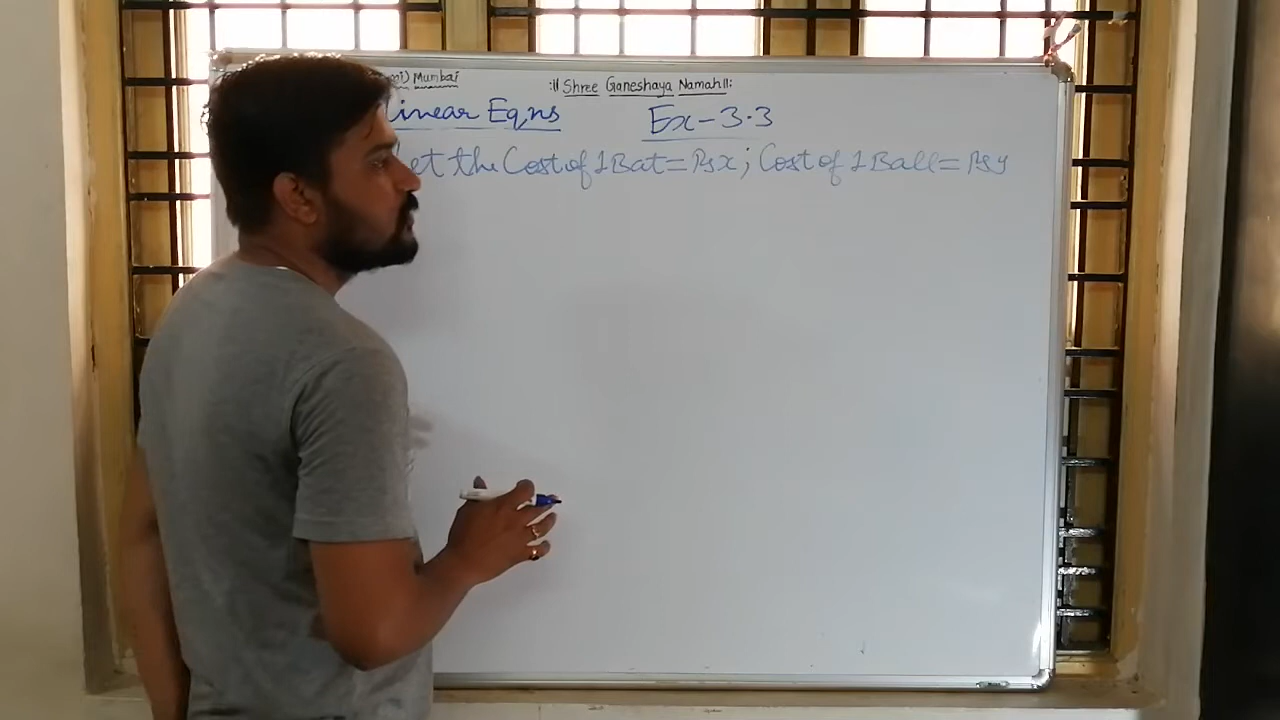 Mumbai :|| Shree Ganeshaya Namah||:
inear Eq,ns Ex-3.3
et the Cost of 1 Bat = Rs x ; Cost of 1 Ball = Rs y